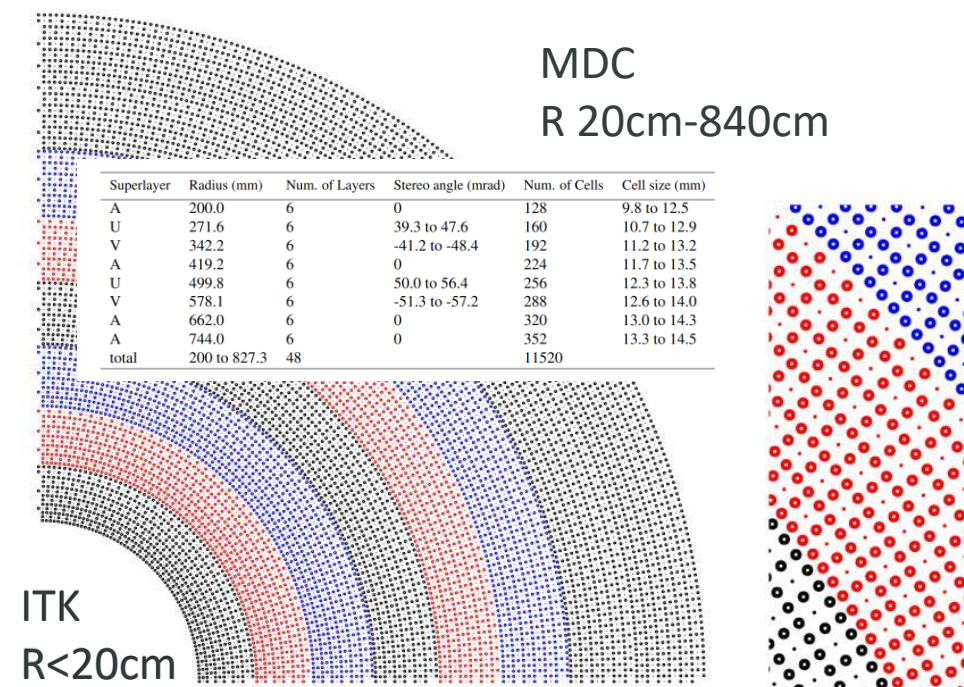 MDC
R 20cm-840cm
Superlayer Radius (mm) Num. of Layers Stereo angle (mrad) Num. of Cells Cell size (mm)
A 200.0 6 0 128 9.8 to 12.5
U 271.6 6 39.3 to 47.6 160 10.7 to 12.9
V 342.2 6 -41.2 to -48.4 192 11.2 to 13.2
A 419.2 6 0 224 11.7 to 13.5
U 499.8 6 50.0 to 56.4 256 12.3 to 13.8
V 578.1 6 -51.3 to -57.2 288 12.6 to 14.0
A 662.0 6 0 320 13.0 to 14.3
A 744.0 6 0 352 13.3 to 14.5
total 200 to 827.3 48 11520
ITK
R<20cm